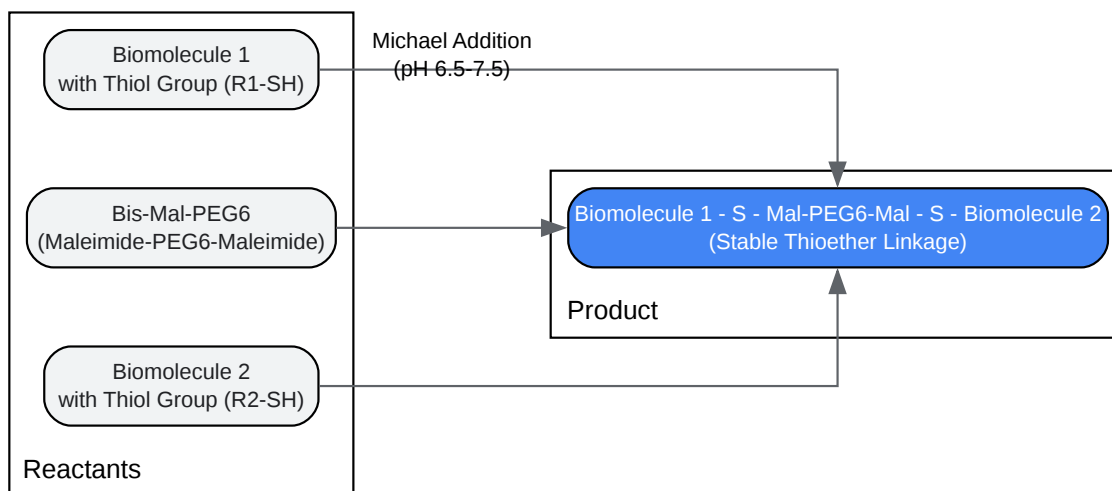 Biomolecule 1
with Thiol Group (R1-SH)
Michael Addition
(pH 6.5-7.5)
Bis-Mal-PEG6
(Maleimide-PEG6-Maleimide)
Biomolecule 1 - S - Mal-PEG6-Mal - S - Biomolecule 2
(Stable Thioether Linkage)
Product
Biomolecule 2
with Thiol Group (R2-SH)
Reactants